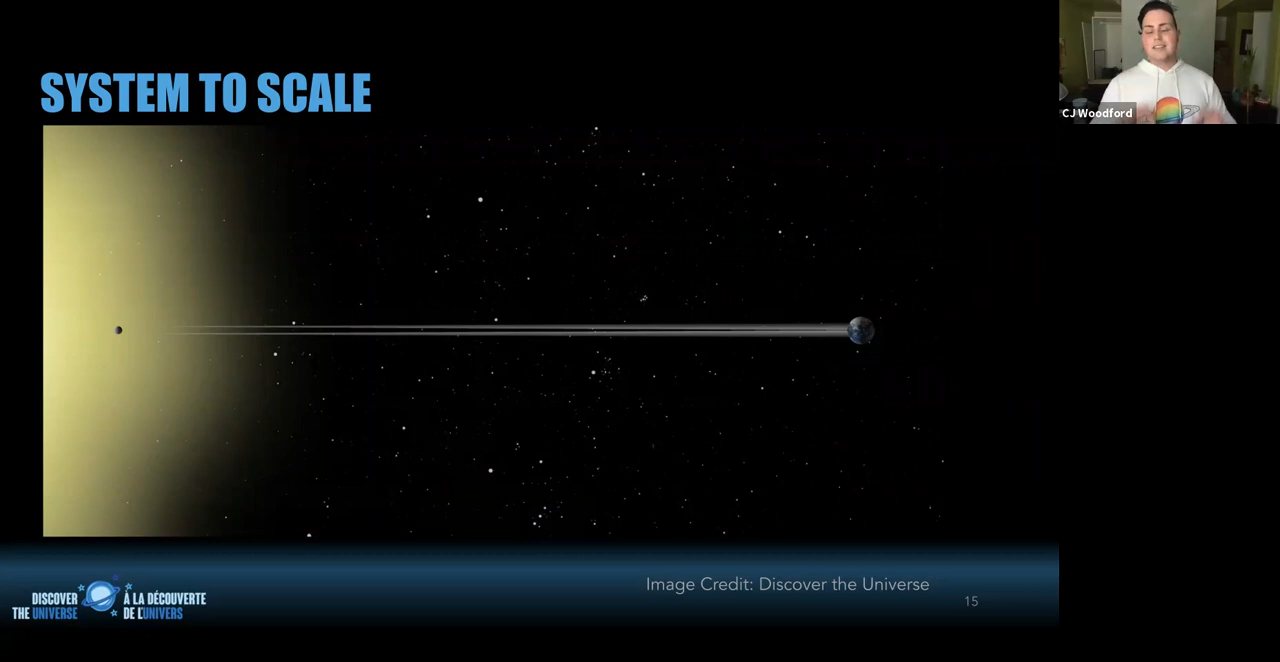 SYSTEM TO SCALE
CJ Woodford
Image Credit: Discover the Universe
15
DISCOVER
THE UNIVERSE
À LA DÉCOUVERTE
DE L'UNIVERS